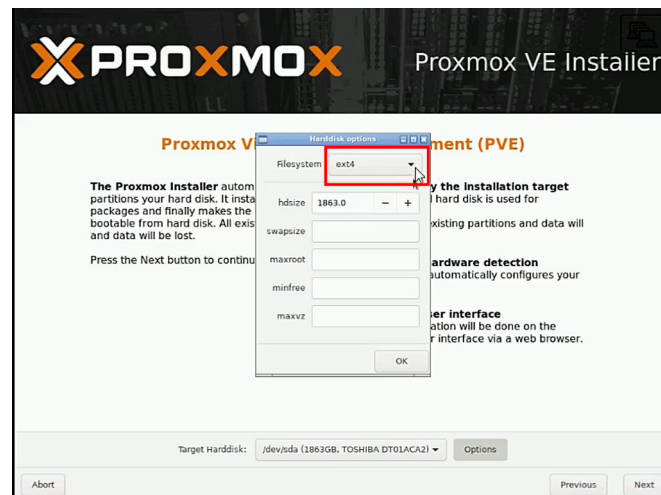 PROXMOX
Proxmox VE Installer
Proxmox V
ment (PVE)
Harddisk options
Filesystem ext4
hdsize 1863.0 - +
swapsize
maxroot
minfree
maxvz
OK
The Proxmox Installer autom
partitions your hard disk. It insta
packages and finally makes the
bootable from hard disk. All exis
and data will be lost.
Press the Next button to continu
y the installation target
hard disk is used for
existing partitions and data will
ardware detection
automatically configures your
ser interface
ation will be done on the
r interface via a web browser.
Target Harddisk: /dev/sda (1863GB, TOSHIBA DT01ACA2) Options
Abort Previous Next